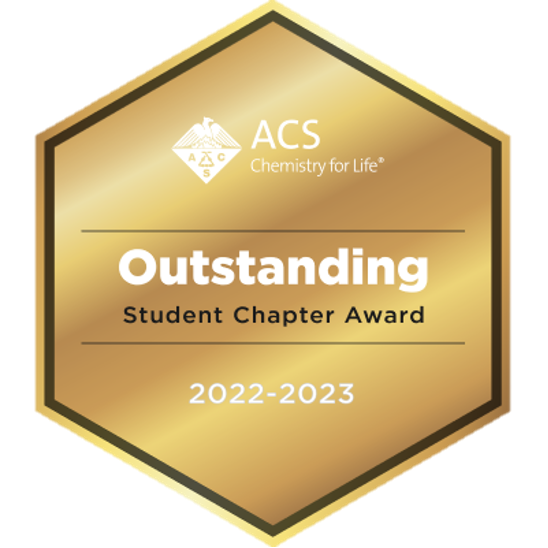 ACS
Chemistry for Life®
A C S
Outstanding
Student Chapter Award
2022-2023